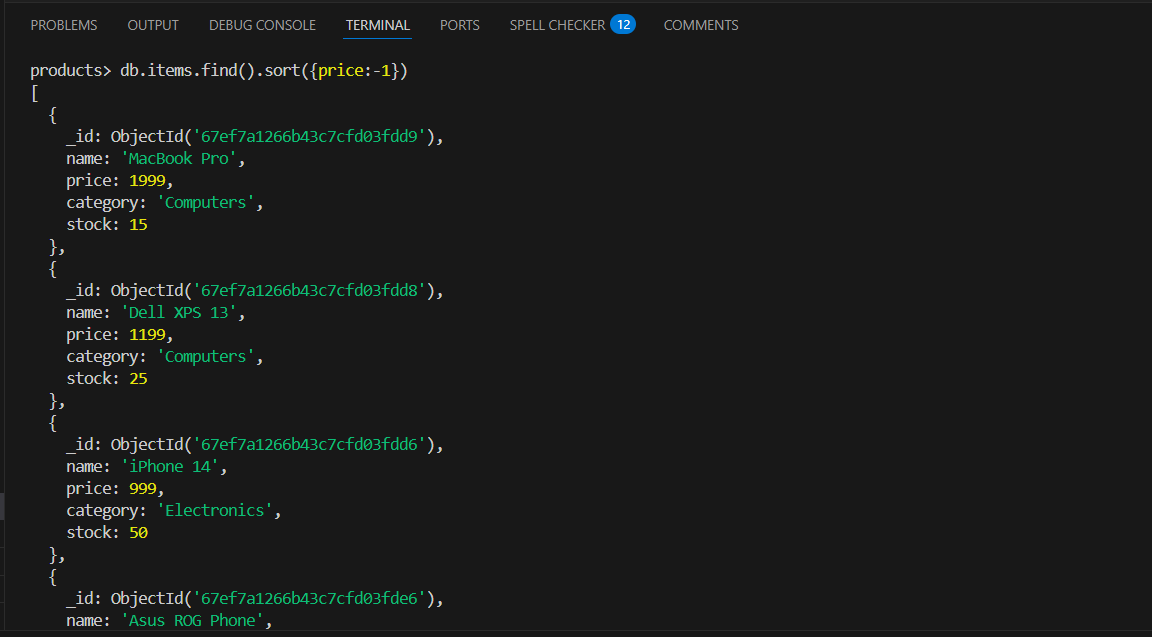 PROBLEMS OUTPUT DEBUG CONSOLE TERMINAL PORTS SPELL CHECKER 12 COMMENTS
products> db.items.find().sort({price:-1})
[
  {
    _id: ObjectId('67ef7a1266b43c7cfd03fdd9'),
    name: 'MacBook Pro',
    price: 1999,
    category: 'Computers',
    stock: 15
  },
  {
    _id: ObjectId('67ef7a1266b43c7cfd03fdd8'),
    name: 'Dell XPS 13',
    price: 1199,
    category: 'Computers',
    stock: 25
  },
  {
    _id: ObjectId('67ef7a1266b43c7cfd03fdd6'),
    name: 'iPhone 14',
    price: 999,
    category: 'Electronics',
    stock: 50
  },
  {
    _id: ObjectId('67ef7a1266b43c7cfd03fde6'),
    name: 'Asus ROG Phone',